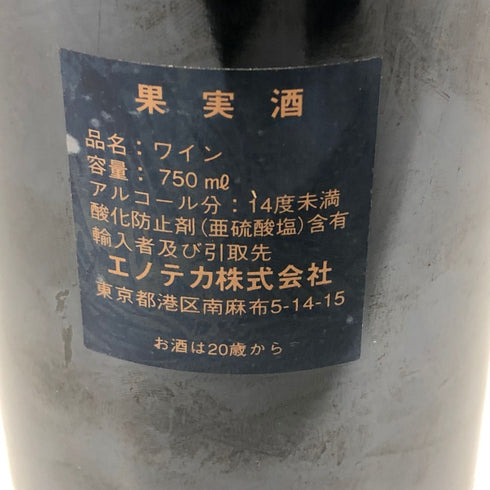 果実酒
品名：ワイン
容量：750㎖
アルコール分：14度未満
酸化防止剤(亜硫酸塩)含有
輸入者及び引取先
エノテカ株式会社
東京都港区南麻布5-14-15
お酒は20歳から